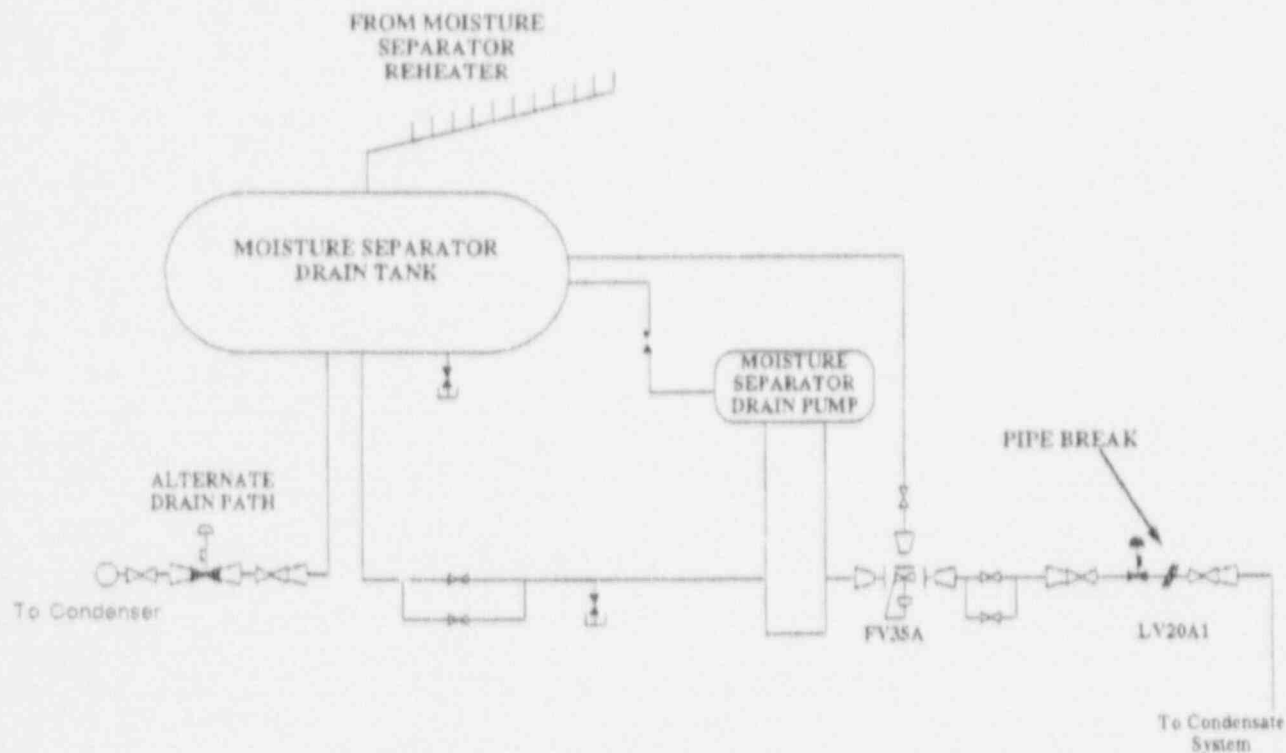 FROM MOISTURE
SEPARATOR
REHEATER
MOISTURE SEPARATOR
DRAIN TANK
MOISTURE
SEPARATOR
DRAIN PUMP
PIPE BREAK
ALTERNATE
DRAIN PATH
To Condenser
FV35A
LV20A1
To Condensate
System